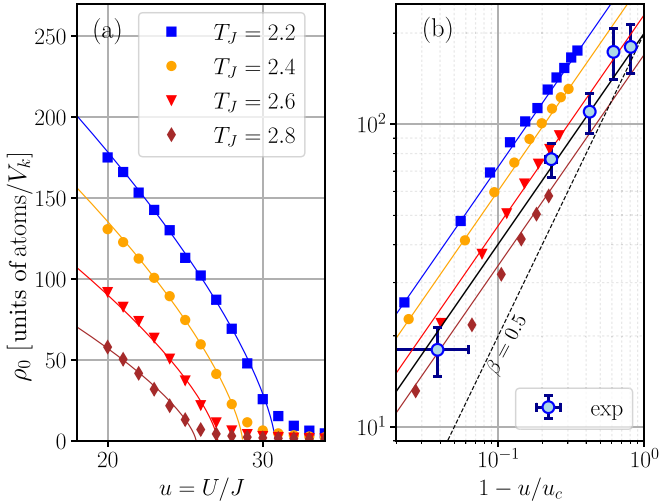 (a)
T_J = 2.2
T_J = 2.4
T_J = 2.6
T_J = 2.8
250
200
150
100
50
0
ρ_0 [units of atoms/V_k]
20
30
u = U/J
(b)
10^2
10^1
β = 0.5
exp
10^{-1}
10^0
1 − u/u_c